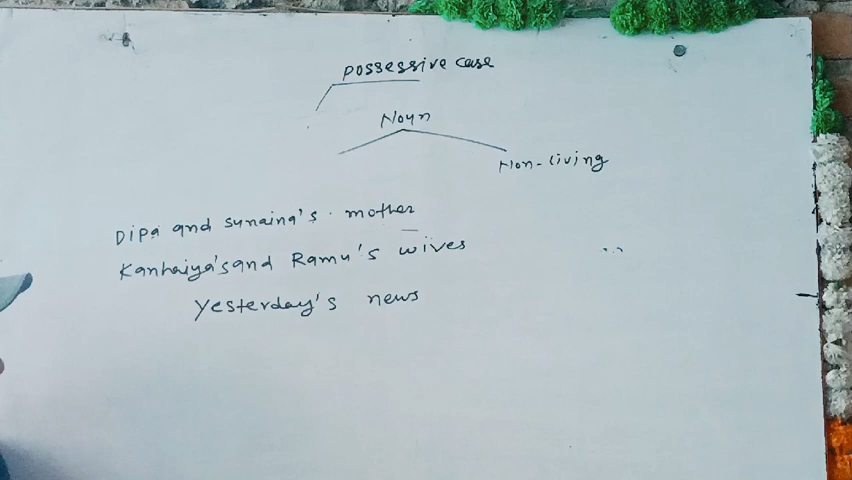 possessive case
Noun
Non-living
Dipa and sunaina's mother
Kanhaiya's and Ramu's wives
Yesterday's news